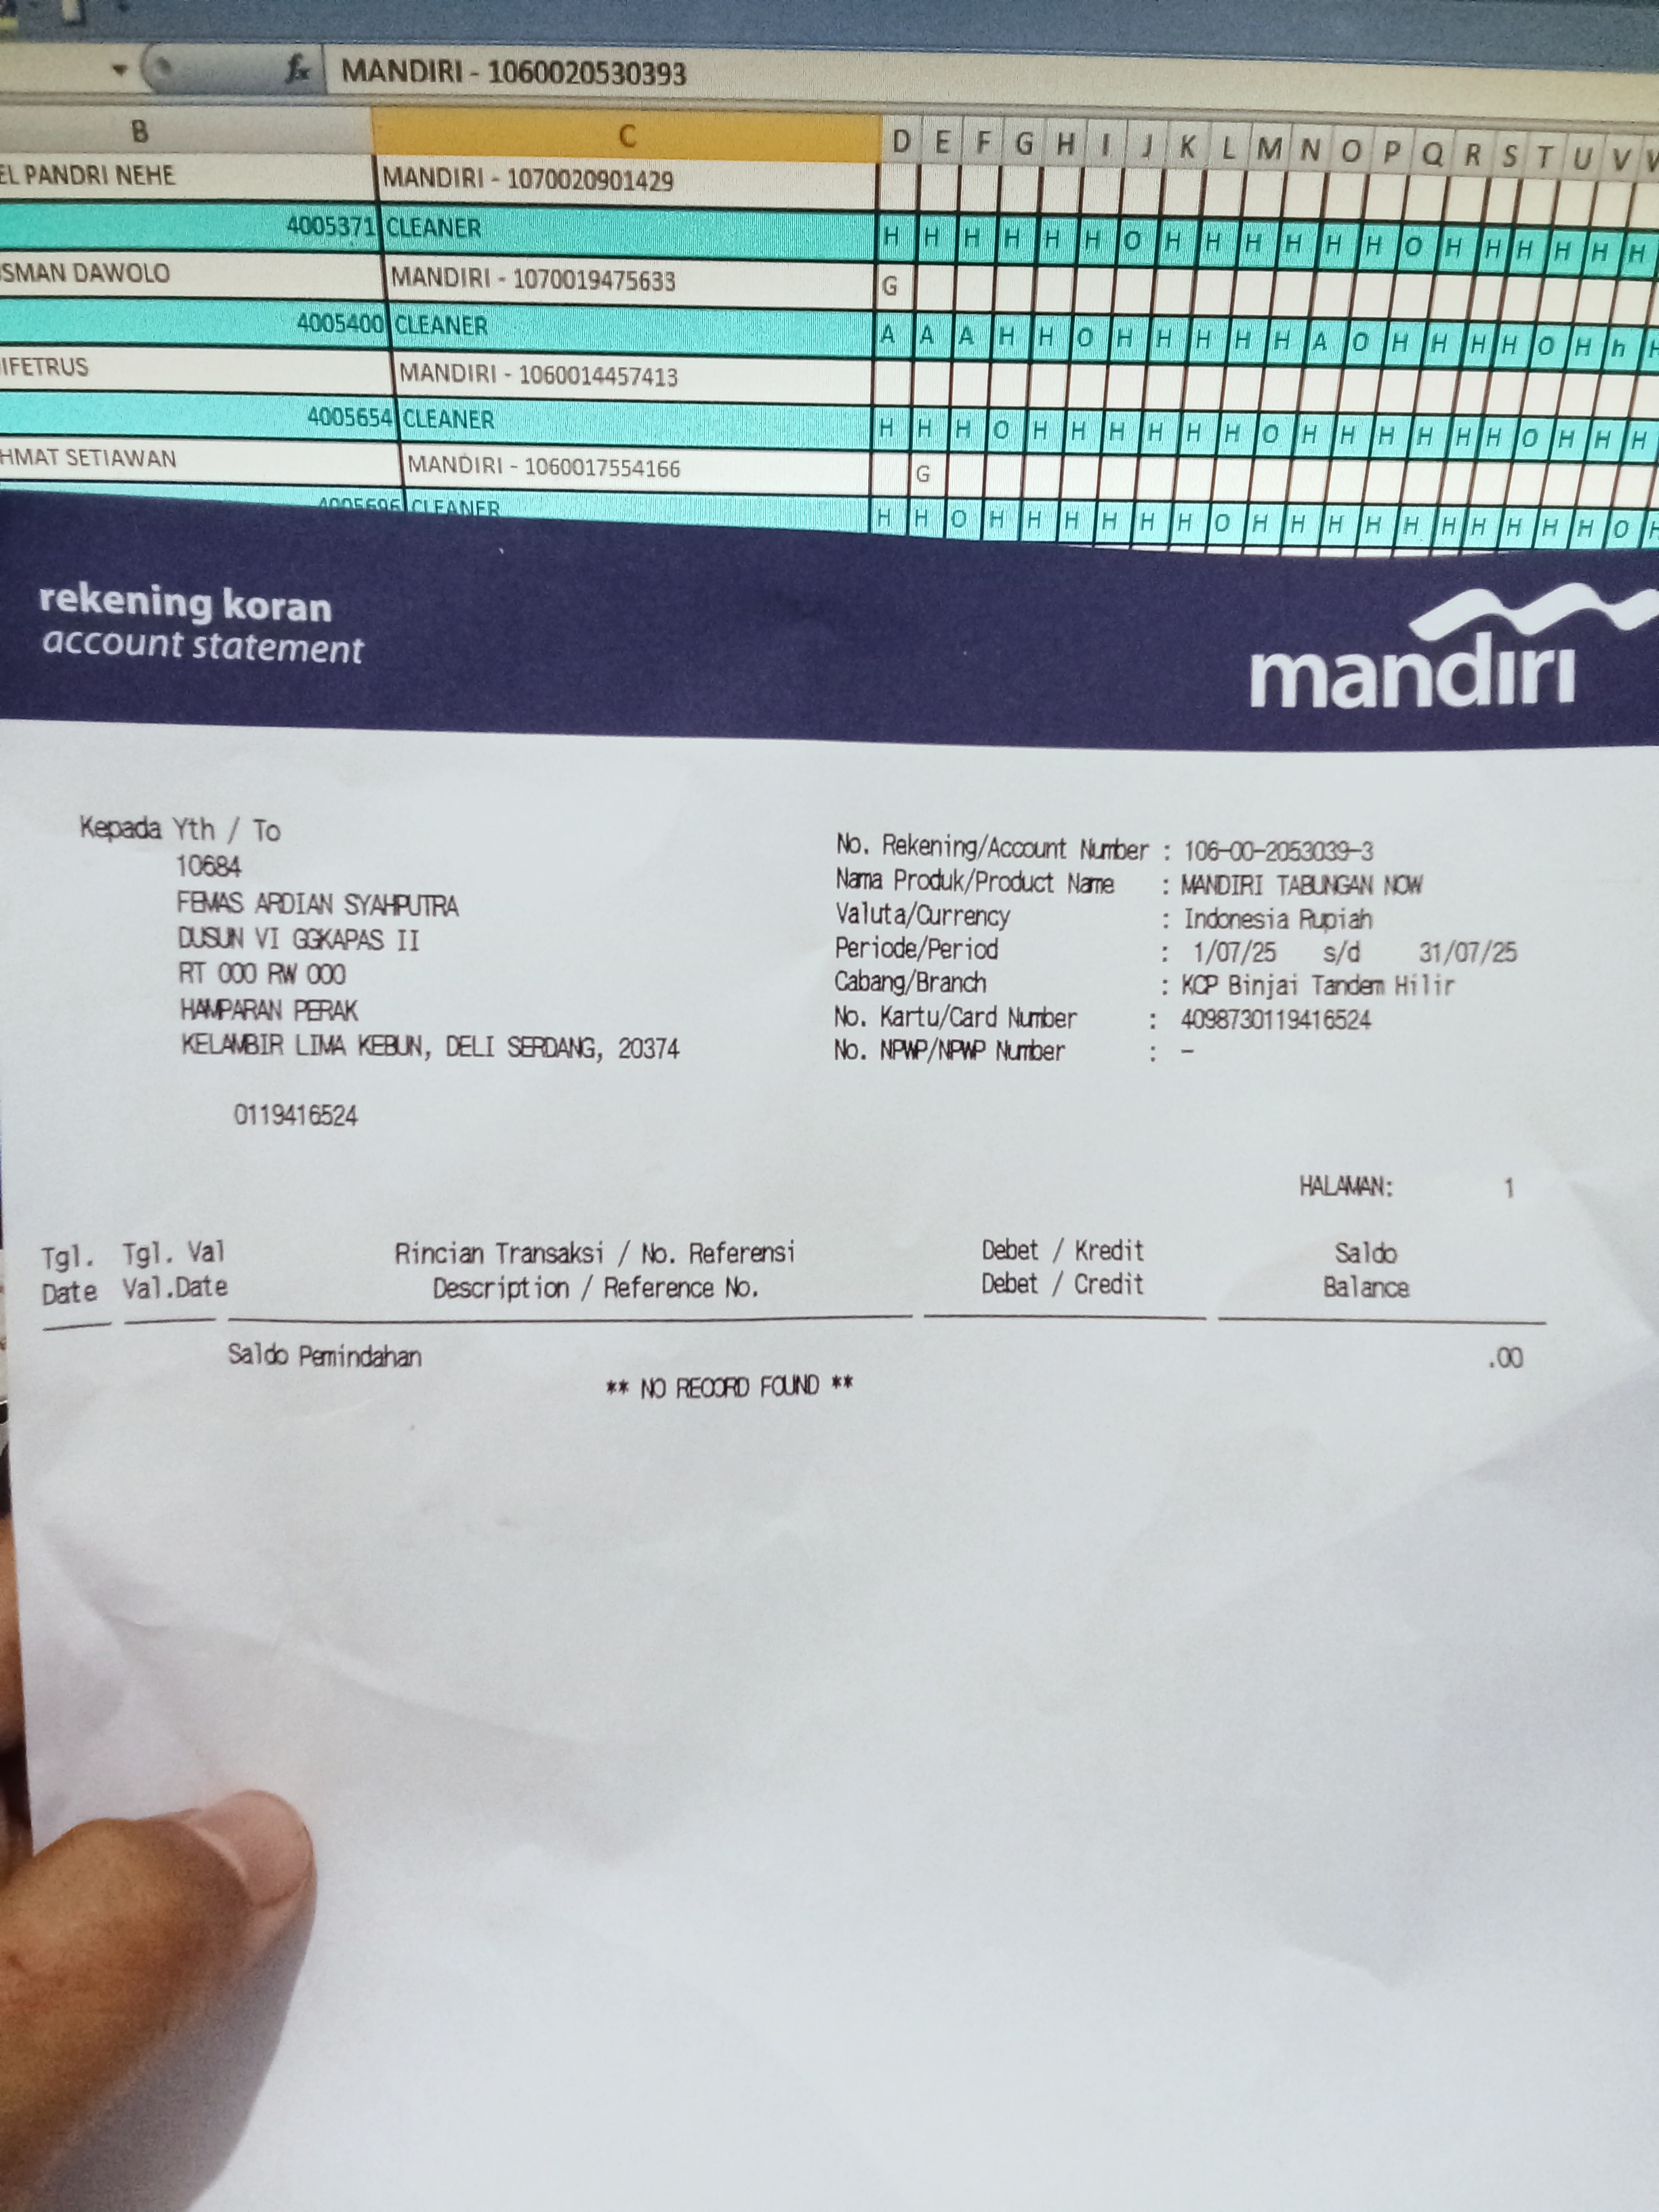 fx MANDIRI - 1060020530393
B C D E F G H I J K L M N O P Q R S T U V
EL PANDRI NEHE MANDIRI - 1070020901429
4005371 CLEANER H H H H H H O H H H H H H O H H H H H H
SMAN DAWOLO MANDIRI - 1070019475633 G
4005400 CLEANER A A A H H O H H H H H A O H H H H O H h H
IFETRUS MANDIRI - 1060014457413
4005654 CLEANER H H H O H H H H H H O H H H H H H O H H H
HMAT SETIAWAN MANDIRI - 1060017554166 G
4005696 CLEANER H H O H H H H H H O H H H H H H H H H O H
rekening koran
account statement
mandırı
Kepada Yth / To
10684
FEMAS ARDIAN SYAHPUTRA
DUSUN VI GGKAPAS II
RT 000 RW 000
HAMPARAN PERAK
KELAMBIR LIMA KEBUN, DELI SERDANG, 20374
0119416524
No. Rekening/Account Number : 106-00-2053039-3
Nama Produk/Product Name : MANDIRI TABUNGAN NOW
Valuta/Currency : Indonesia Rupiah
Periode/Period : 1/07/25 s/d 31/07/25
Cabang/Branch : KCP Binjai Tandem Hilir
No. Kartu/Card Number : 4098730119416524
No. NPWP/NPWP Number : -
HALAMAN: 1
Tgl. Tgl. Val Rincian Transaksi / No. Referensi Debet / Kredit Saldo
Date Val.Date Description / Reference No. Debet / Credit Balance
Saldo Pemindahan .00
** NO RECORD FOUND **